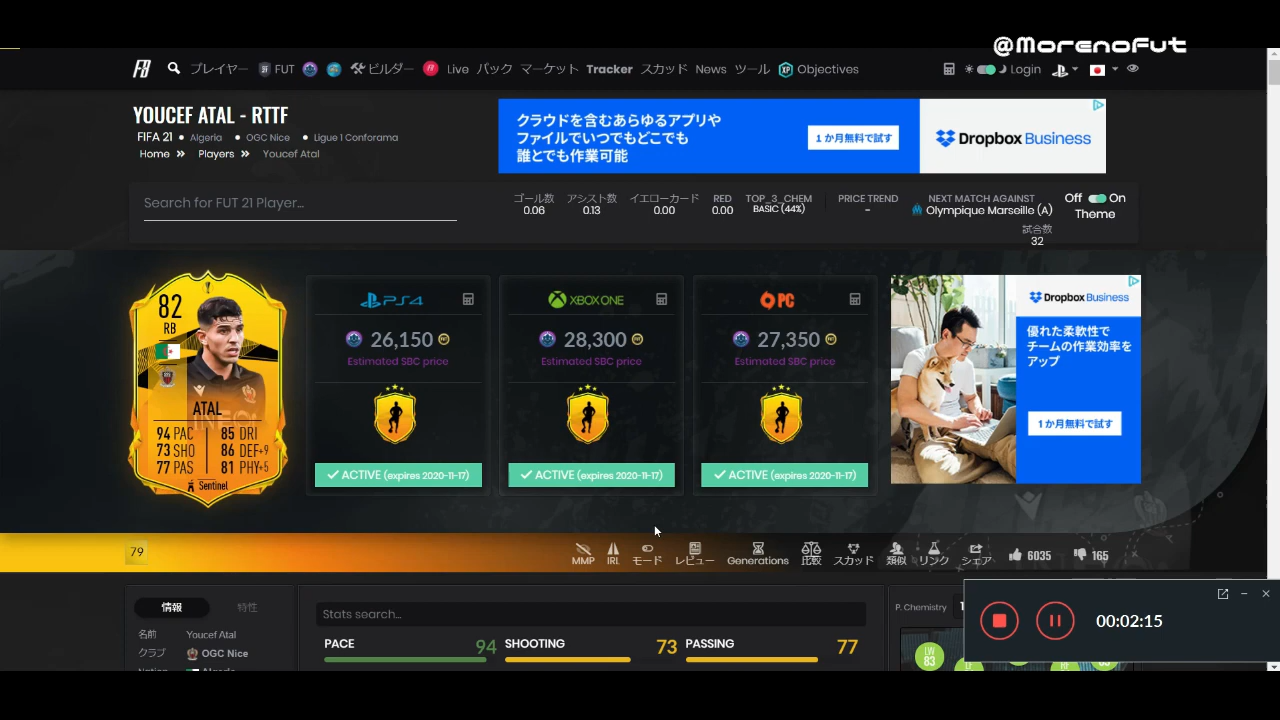 @MorenoFut
FB プレイヤー FUT ビルダー Live パック マーケット Tracker スカッド News ツール XP Objectives Login
YOUCEF ATAL - RTTF
FIFA 21 • Algeria • OGC Nice • Ligue 1 Conforama
Home » Players » Youcef Atal
クラウドを含むあらゆるアプリや
ファイルでいつでもどこでも
誰とでも作業可能
1 か月無料で試す
Dropbox Business
Search for FUT 21 Player...
ゴール数 アシスト数 イエローカード RED TOP_3_CHEM PRICE TREND NEXT MATCH AGAINST Off On
0.06 0.13 0.00 0.00 BASIC (44%) - Olympique Marseille (A) Theme
試合数
32
82
RB
ATAL
94 PAC 85 DRI
73 SHO 86 DEF+9
77 PAS 81 PHY+5
Sentinel
PS4
26,150
Estimated SBC price
ACTIVE (expires 2020-11-17)
XBOX ONE
28,300
Estimated SBC price
ACTIVE (expires 2020-11-17)
PC
27,350
Estimated SBC price
ACTIVE (expires 2020-11-17)
Dropbox Business
優れた柔軟性で
チームの作業効率を
アップ
1か月無料で試す
79
MMP IRL モード レビュー Generations 比較 スカッド 類似 リンク シェア 6035 165
情報 特性
名前 Youcef Atal
クラブ OGC Nice
Nation Algeria
Stats search...
PACE 94 SHOOTING 73 PASSING 77
P. Chemistry 1
LW
83
00:02:15